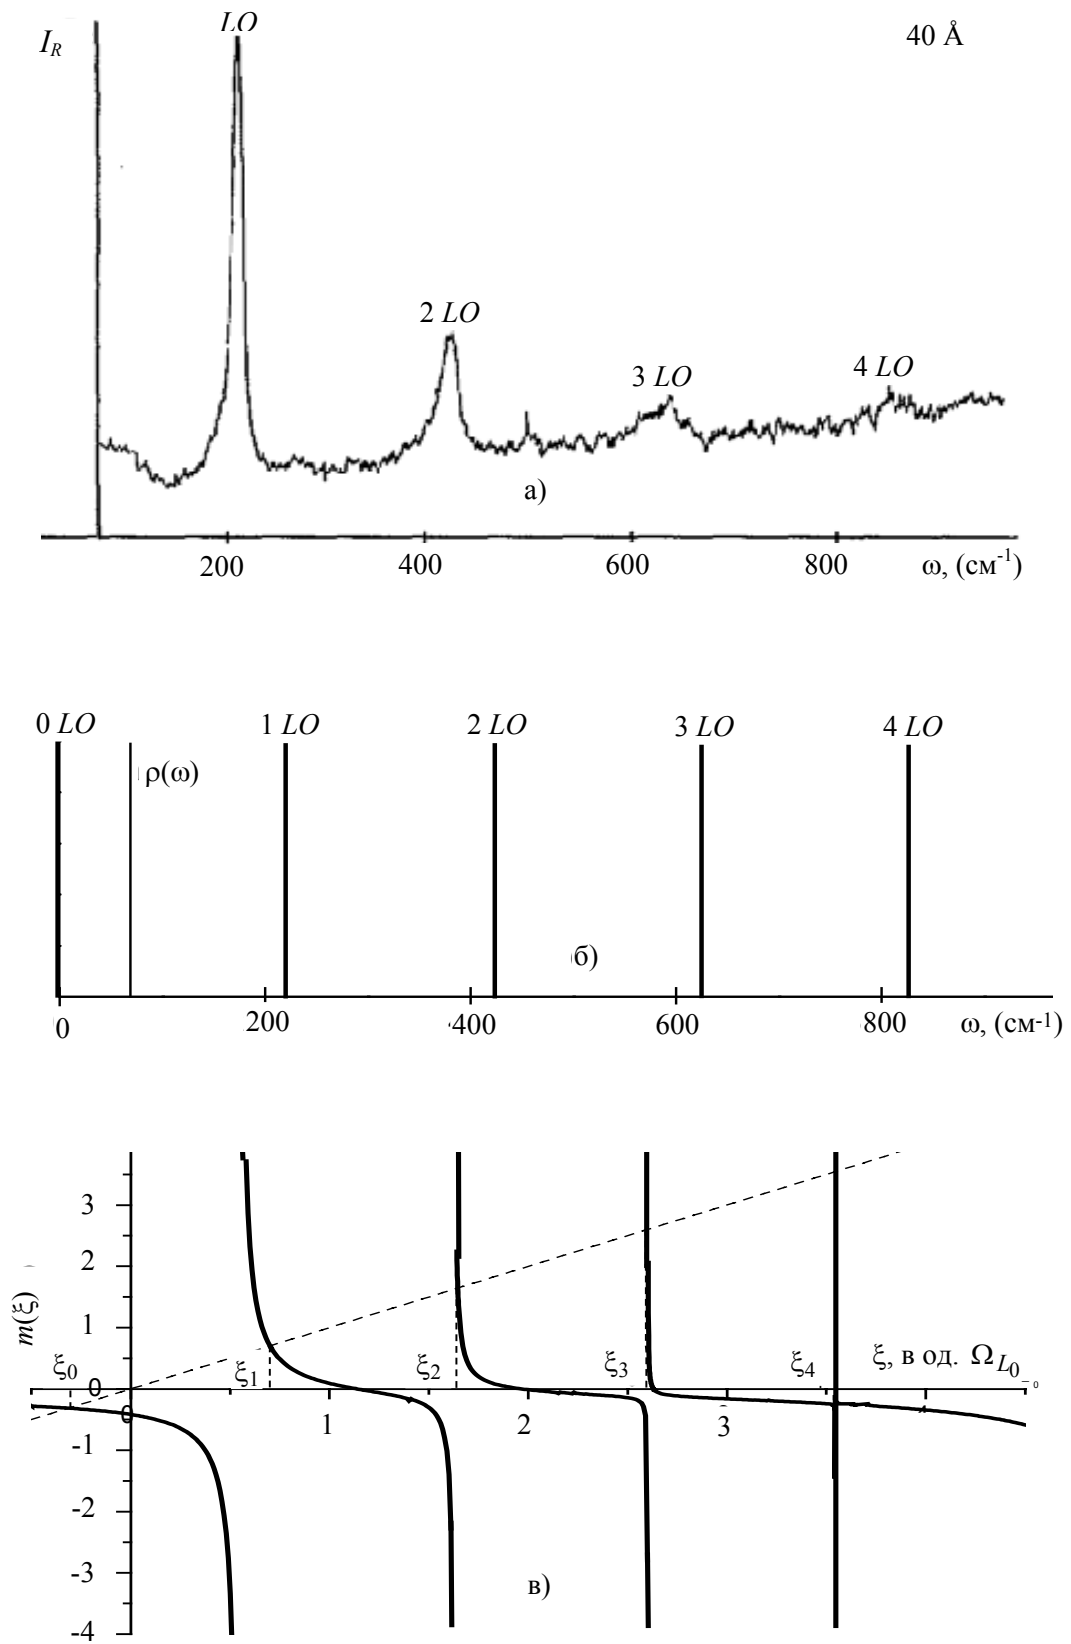 LO
I_R 40 Å
2 LO
3 LO 4 LO
а)
200 400 600 800 ω, (см⁻¹)
0 LO 1 LO 2 LO 3 LO 4 LO
ρ(ω)
б)
0 200 400 600 800 ω, (см⁻¹)
3
2
m(ξ)
1
ξ₀ ξ₁ ξ₂ ξ₃ ξ₄ ξ, в од. Ω_L₀
0
0 1 2 3
-1
-2
-3
в)
-4